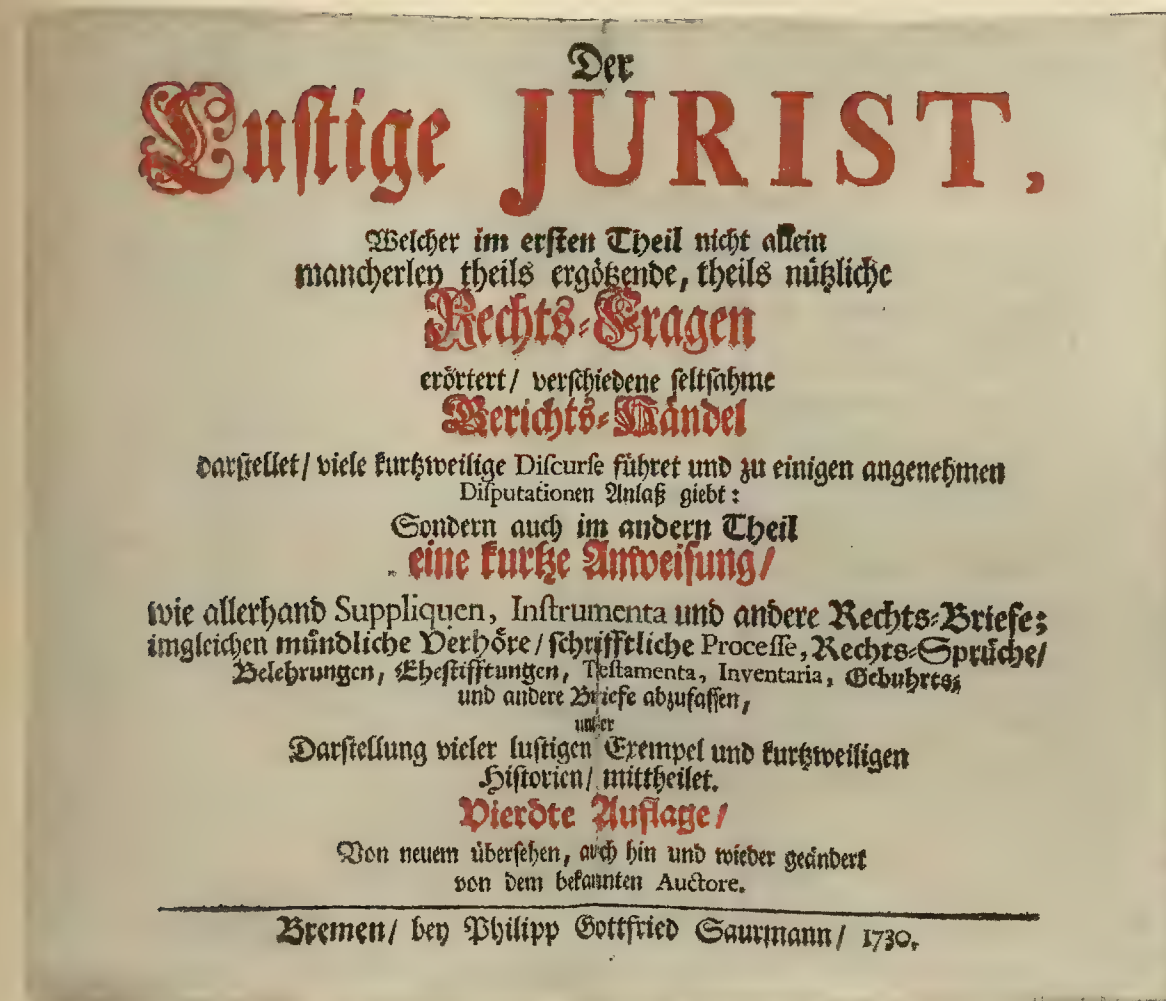 Der
Lustige JURIST,
Welcher im ersten Theil nicht allein
mancherley theils ergötzende, theils nützliche
Rechts-Fragen
erörtert/ verschiedene seltsahme
Gerichts-Händel
darstellet/ viele kurtzweilige Discurse führet und zu einigen angenehmen
Disputationen Anlaß giebt:
Sondern auch im andern Theil
eine kurtze Anweisung/
wie allerhand Suppliquen, Instrumenta und andere Rechts-Briefe;
imgleichen mündliche Verhöre/ schrifftliche Processe, Rechts-Sprüche/
Belehrungen, Ehestifftungen, Testamenta, Inventaria, Gebuhrts-
und andere Briefe abzufassen,
unter
Darstellung vieler lustigen Exempel und kurtzweiligen
Historien/ mittheilet.
Vierdte Auflage/
Von neuem übersehen, auch hin und wieder geändert
von dem bekannten Auctore.
Bremen/ bey Philipp Gottfried Saurmann/ 1730.